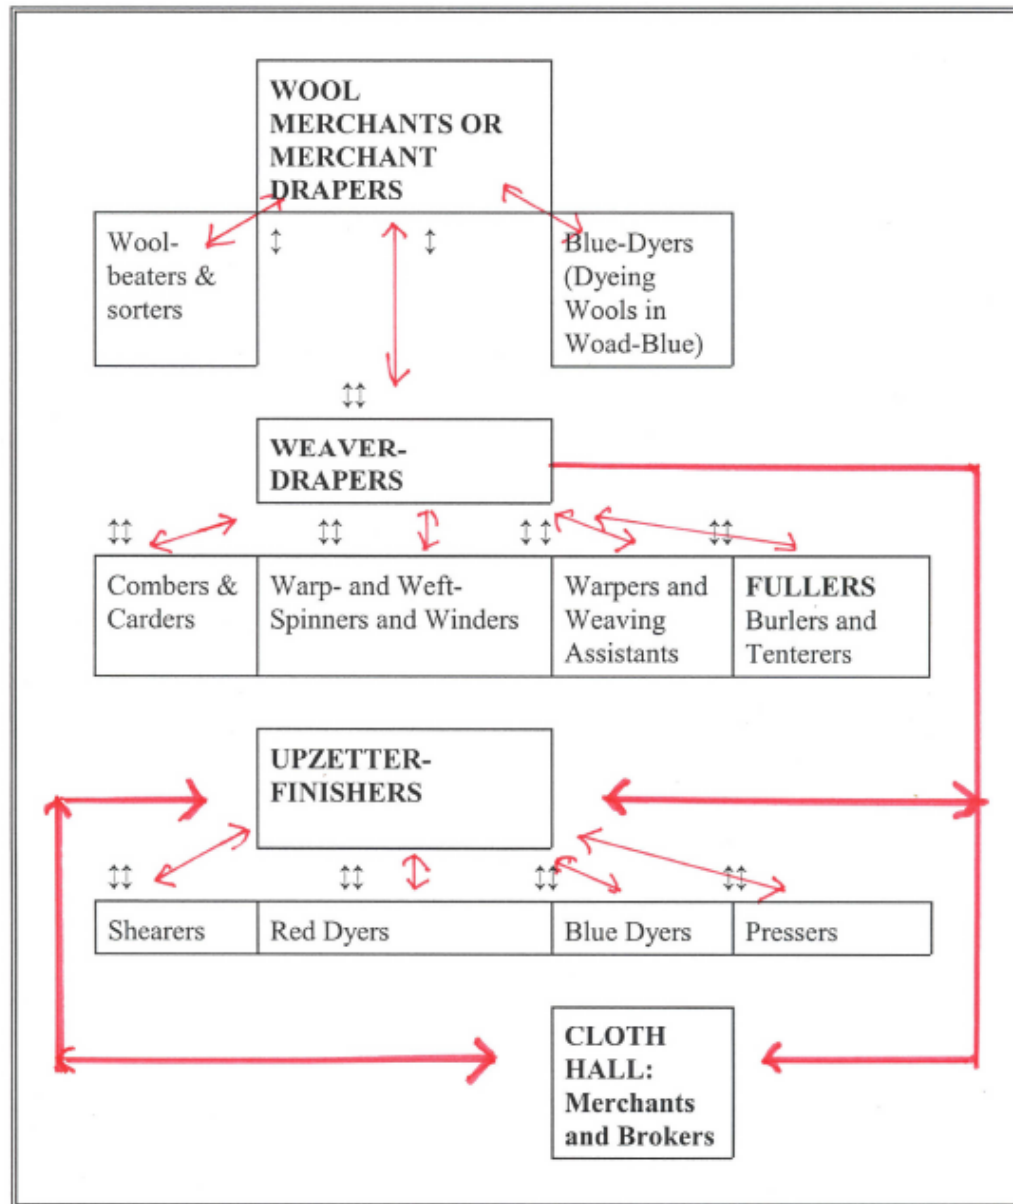 WOOL
MERCHANTS OR
MERCHANT
DRAPERS
Wool-
beaters &
sorters
Blue-Dyers
(Dyeing
Wools in
Woad-Blue)
WEAVER-
DRAPERS
Combers &
Carders
Warp- and Weft-
Spinners and Winders
Warpers and
Weaving
Assistants
FULLERS
Burlers and
Tenterers
UPZETTER-
FINISHERS
Shearers
Red Dyers
Blue Dyers
Pressers
CLOTH
HALL:
Merchants
and Brokers